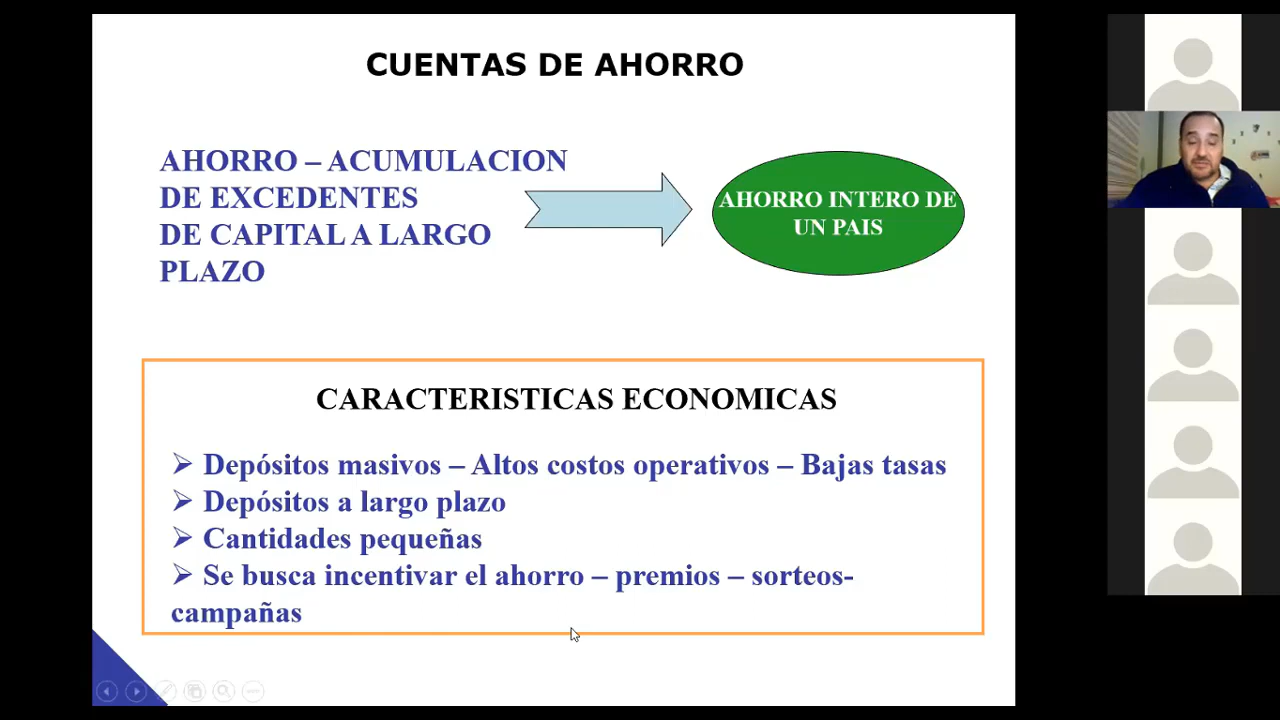 CUENTAS DE AHORRO
AHORRO – ACUMULACION
DE EXCEDENTES
DE CAPITAL A LARGO
PLAZO
AHORRO INTERO DE
UN PAIS
CARACTERISTICAS ECONOMICAS
Depósitos masivos – Altos costos operativos – Bajas tasas
Depósitos a largo plazo
Cantidades pequeñas
Se busca incentivar el ahorro – premios – sorteos-
campañas